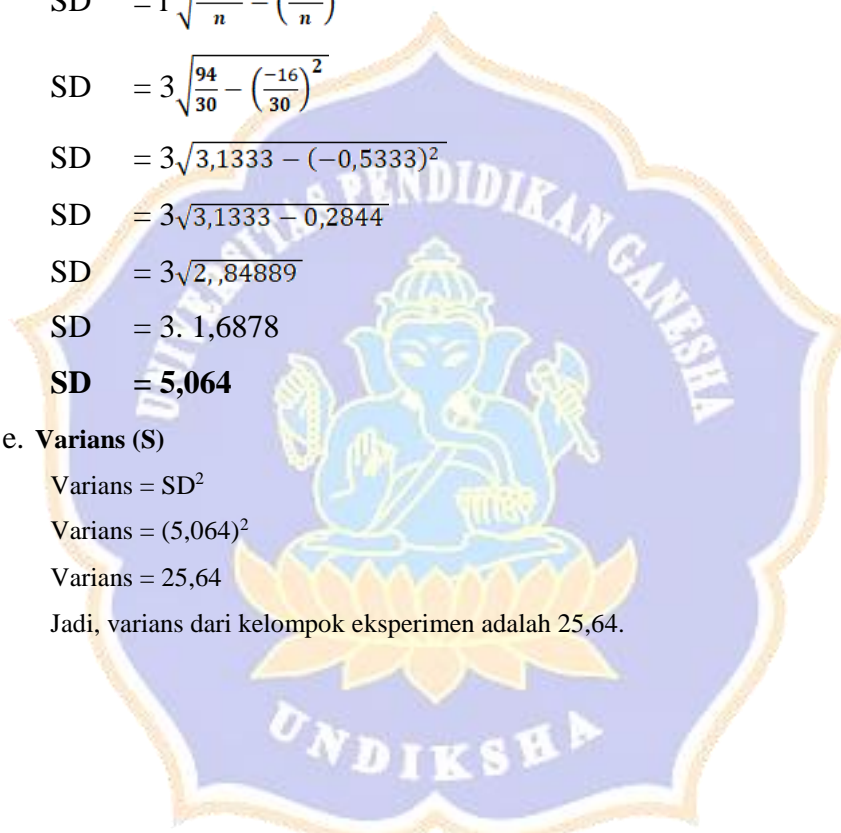 SD = i √ n − ( n )
SD = 3√94/30 − (−16/30)²
SD = 3√3,1333 − (−0,5333)²
SD = 3√3,1333 − 0,2844
SD = 3√2,,84889
SD = 3. 1,6878
SD = 5,064
e. Varians (S)
Varians = SD²
Varians = (5,064)²
Varians = 25,64
Jadi, varians dari kelompok eksperimen adalah 25,64.
UNIVERSITAS PENDIDIKAN GANESHA
UNDIKSHA